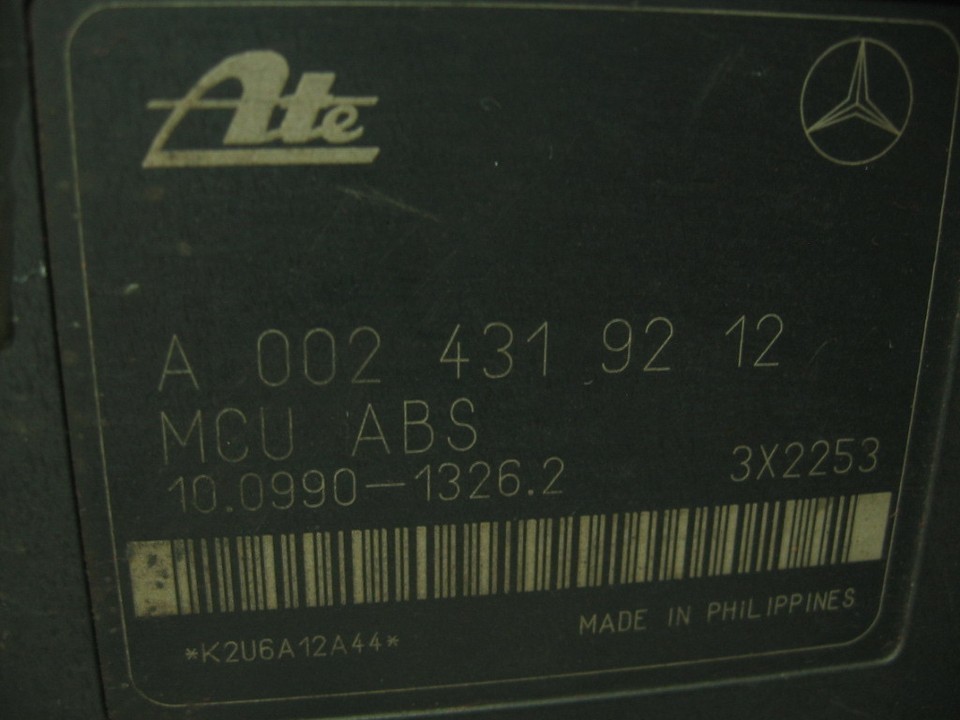 Ate
A 002 431 92 12
MCU ABS
10.0990-1326.2 3X2253
*K2U6A12A44*
MADE IN PHILIPPINES